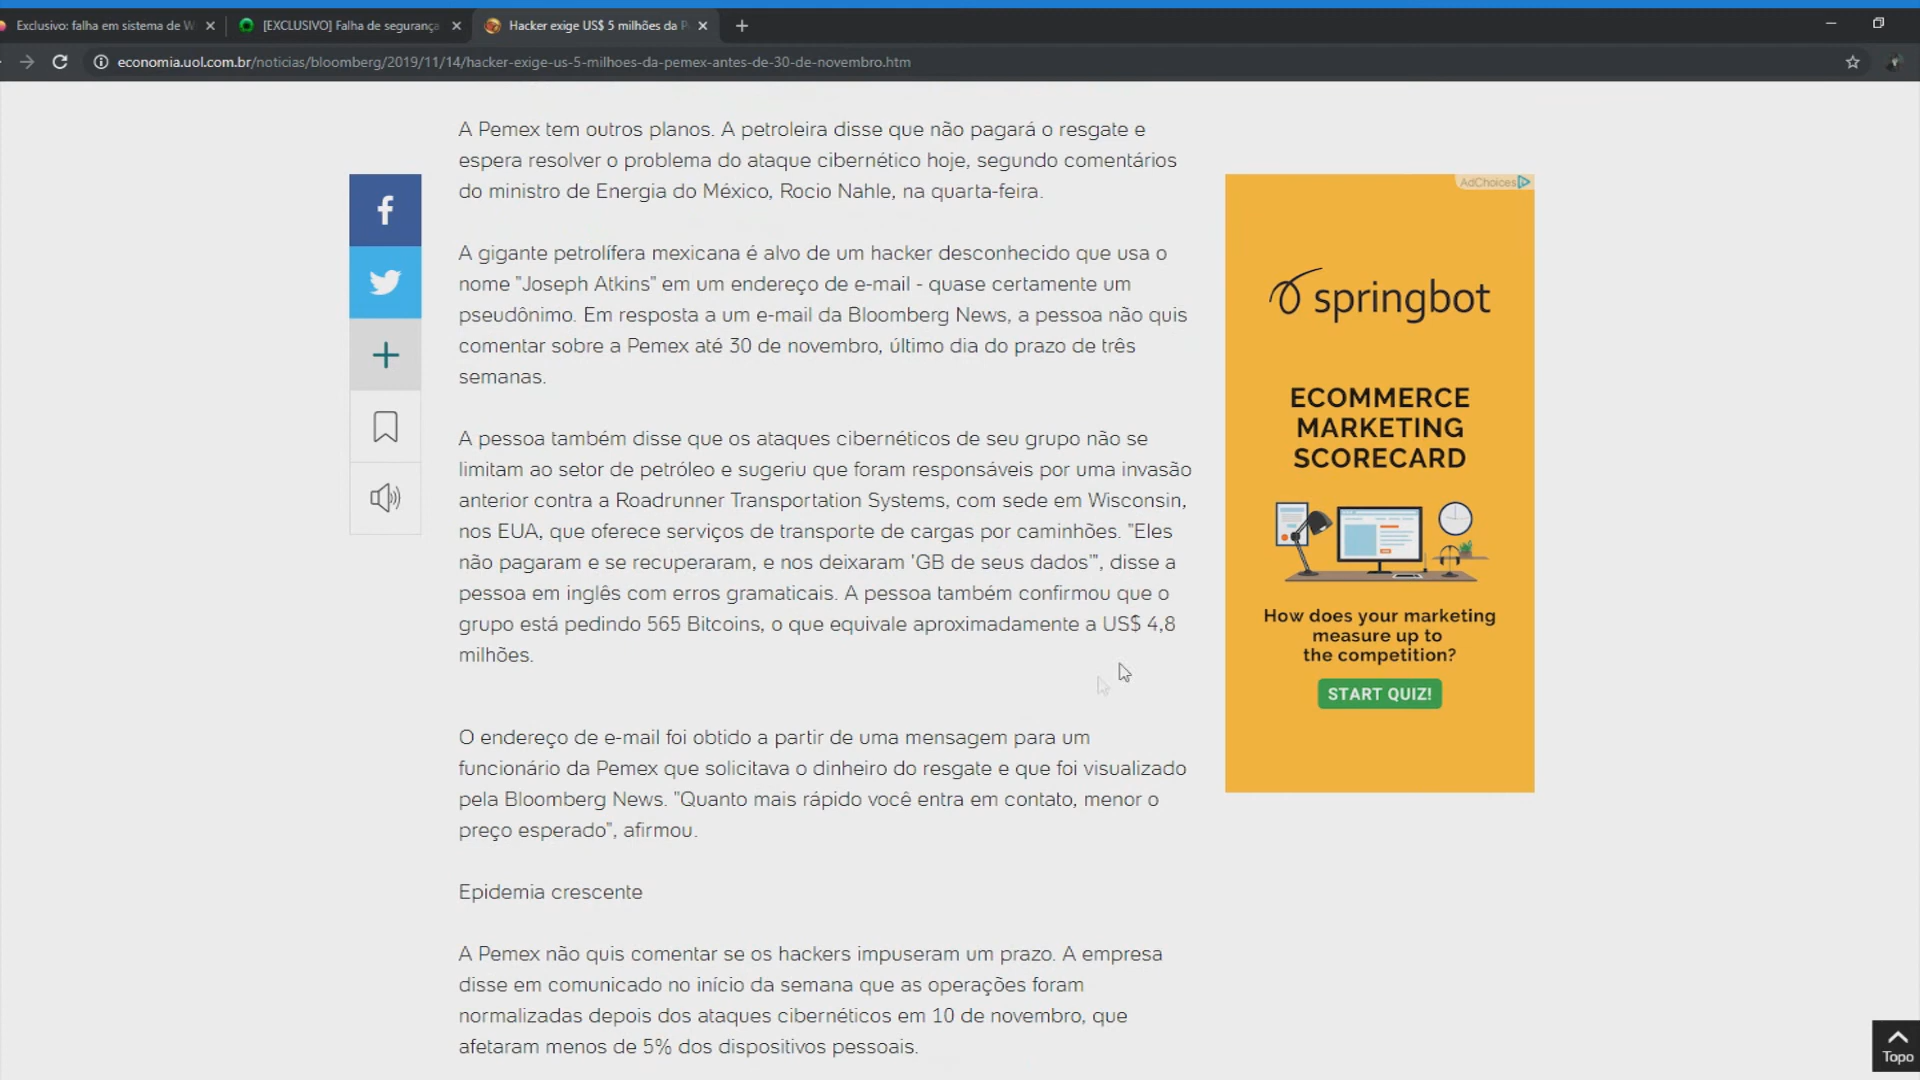 Exclusivo: falha em sistema de W
[EXCLUSIVO] Falha de segurança
Hacker exige US$ 5 milhões da P
economia.uol.com.br/noticias/bloomberg/2019/11/14/hacker-exige-us-5-milhoes-da-pemex-antes-de-30-de-novembro.htm
A Pemex tem outros planos. A petroleira disse que não pagará o resgate e
espera resolver o problema do ataque cibernético hoje, segundo comentários
do ministro de Energia do México, Rocio Nahle, na quarta-feira.
A gigante petrolífera mexicana é alvo de um hacker desconhecido que usa o
nome "Joseph Atkins" em um endereço de e-mail - quase certamente um
pseudônimo. Em resposta a um e-mail da Bloomberg News, a pessoa não quis
comentar sobre a Pemex até 30 de novembro, último dia do prazo de três
semanas.
A pessoa também disse que os ataques cibernéticos de seu grupo não se
limitam ao setor de petróleo e sugeriu que foram responsáveis por uma invasão
anterior contra a Roadrunner Transportation Systems, com sede em Wisconsin,
nos EUA, que oferece serviços de transporte de cargas por caminhões. "Eles
não pagaram e se recuperaram, e nos deixaram 'GB de seus dados'", disse a
pessoa em inglês com erros gramaticais. A pessoa também confirmou que o
grupo está pedindo 565 Bitcoins, o que equivale aproximadamente a US$ 4,8
milhões.
O endereço de e-mail foi obtido a partir de uma mensagem para um
funcionário da Pemex que solicitava o dinheiro do resgate e que foi visualizado
pela Bloomberg News. "Quanto mais rápido você entra em contato, menor o
preço esperado", afirmou.
Epidemia crescente
A Pemex não quis comentar se os hackers impuseram um prazo. A empresa
disse em comunicado no início da semana que as operações foram
normalizadas depois dos ataques cibernéticos em 10 de novembro, que
afetaram menos de 5% dos dispositivos pessoais.
AdChoices
springbot
ECOMMERCE
MARKETING
SCORECARD
How does your marketing
measure up to
the competition?
START QUIZ!
Topo